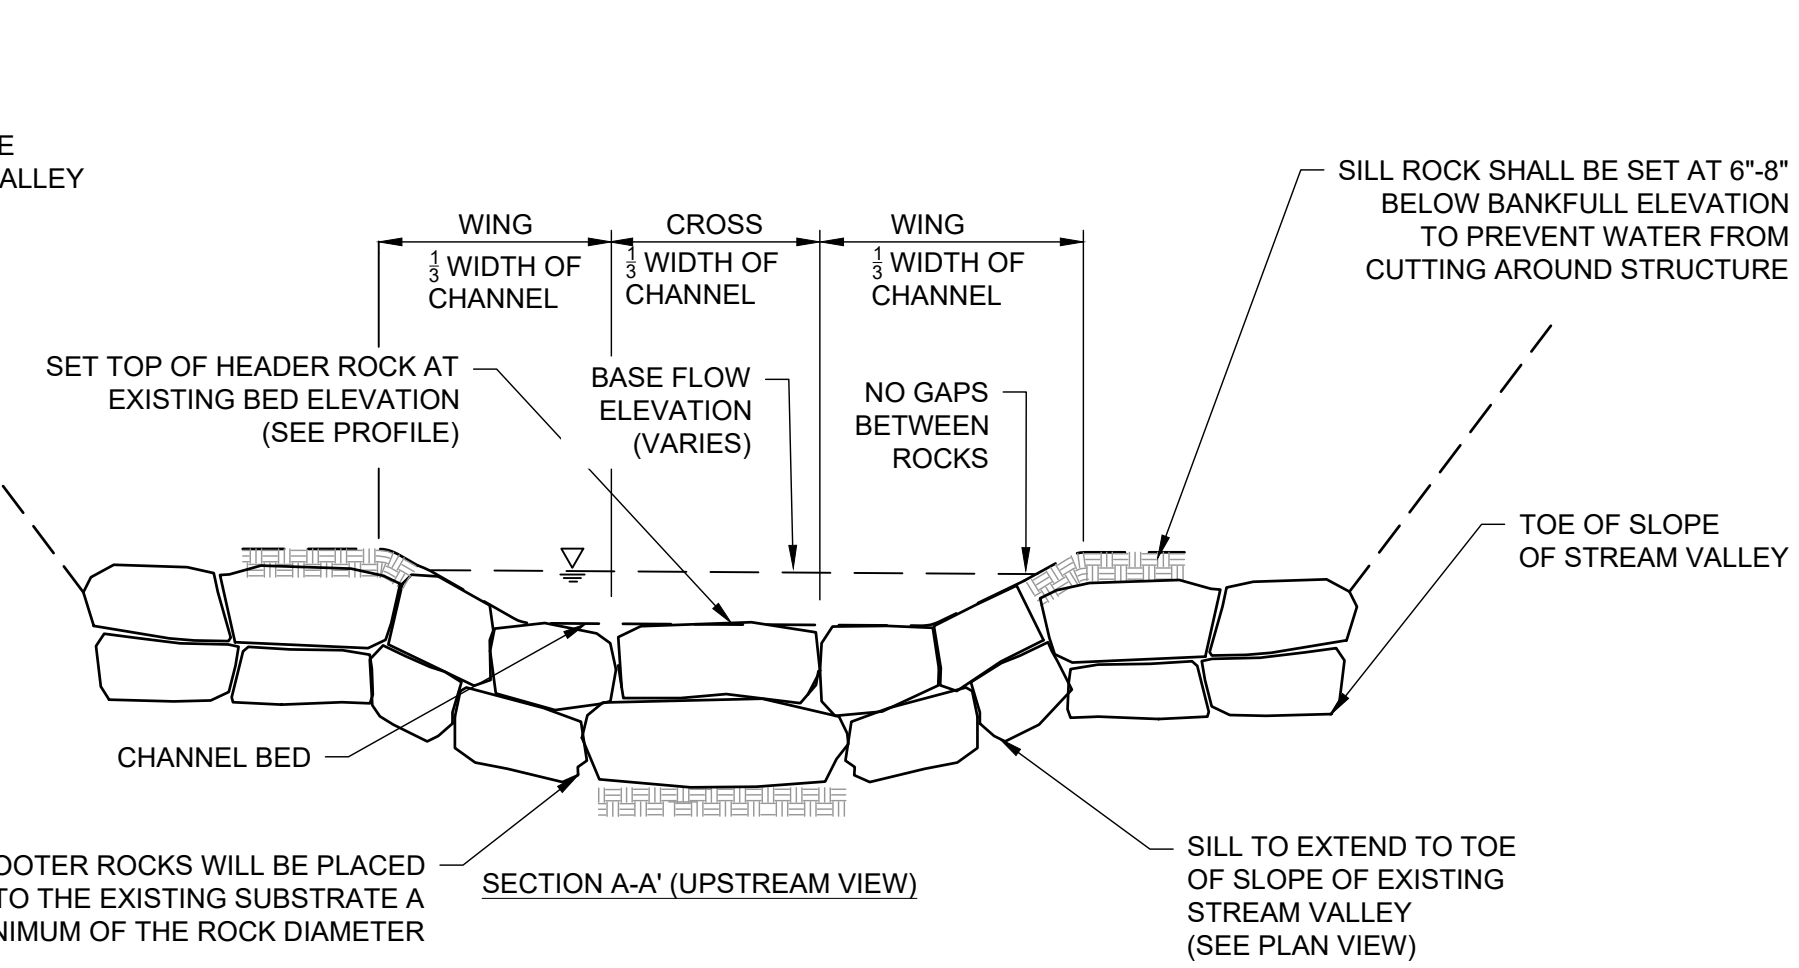 E
ALLEY
SILL ROCK SHALL BE SET AT 6"-8"
BELOW BANKFULL ELEVATION
TO PREVENT WATER FROM
CUTTING AROUND STRUCTURE
WING
1/3 WIDTH OF
CHANNEL
CROSS
1/3 WIDTH OF
CHANNEL
WING
1/3 WIDTH OF
CHANNEL
SET TOP OF HEADER ROCK AT
EXISTING BED ELEVATION
(SEE PROFILE)
BASE FLOW
ELEVATION
(VARIES)
NO GAPS
BETWEEN
ROCKS
TOE OF SLOPE
OF STREAM VALLEY
CHANNEL BED
OOTER ROCKS WILL BE PLACED
TO THE EXISTING SUBSTRATE A
NIMUM OF THE ROCK DIAMETER
SECTION A-A' (UPSTREAM VIEW)
SILL TO EXTEND TO TOE
OF SLOPE OF EXISTING
STREAM VALLEY
(SEE PLAN VIEW)